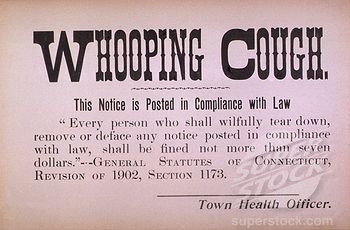 WHOOPING COUGH.
This Notice is Posted in Compliance with Law
"Every person who shall wilfully tear down,
remove or deface any notice posted in compliance
with law, shall be fined not more than seven
dollars."--GENERAL STATUTES OF CONNECTICUT,
REVISION OF 1902, SECTION 1173.
Town Health Officer.
SUPER STOCK
superstock.com